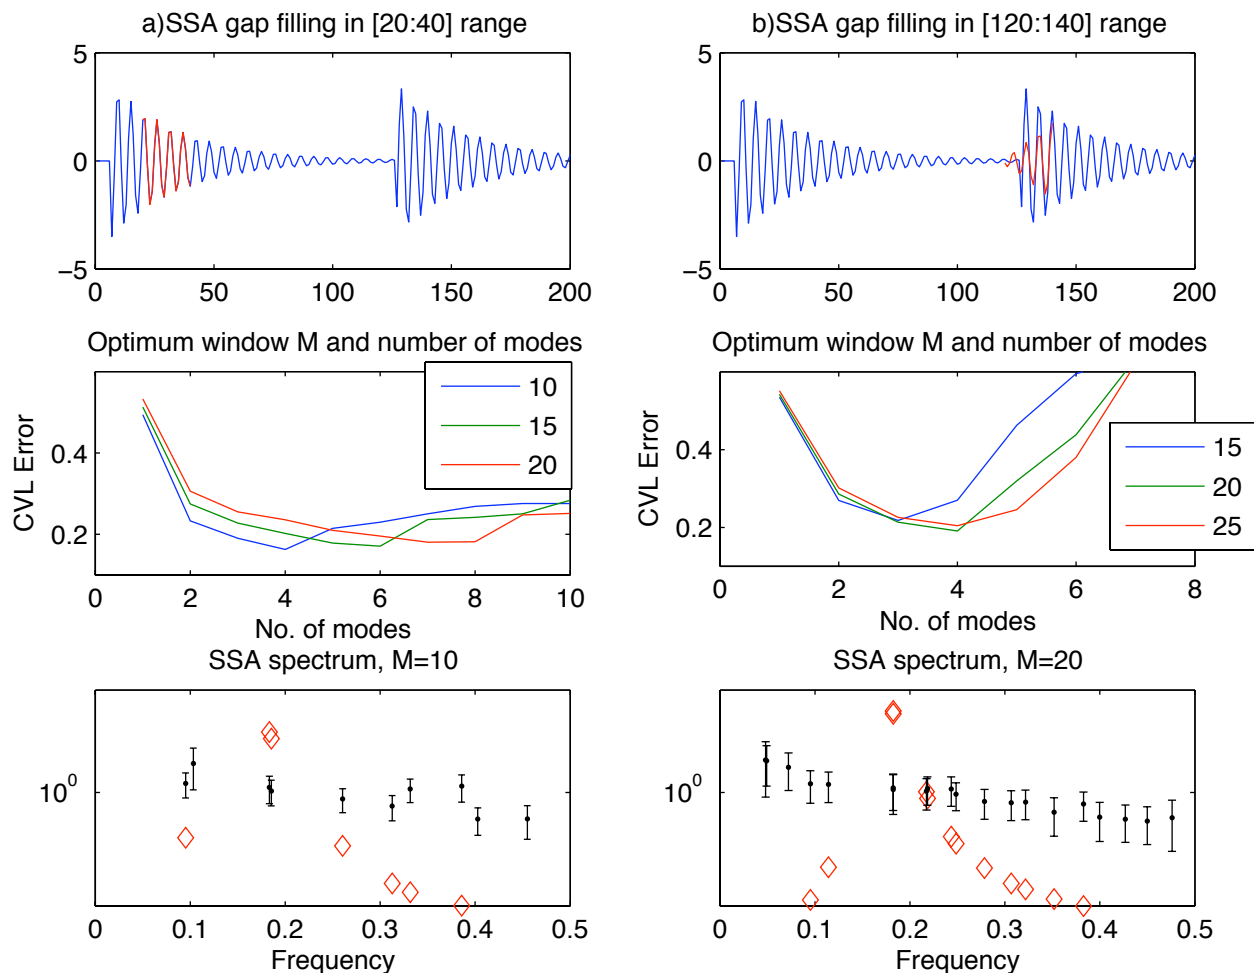 a)SSA gap filling in [20:40] range
5
0
−5
0 50 100 150 200
Optimum window M and number of modes
CVL Error
0.4
0.2
10
15
20
0 2 4 6 8 10
No. of modes
SSA spectrum, M=10
10^0
0 0.1 0.2 0.3 0.4 0.5
Frequency
b)SSA gap filling in [120:140] range
5
0
−5
0 50 100 150 200
Optimum window M and number of modes
CVL Error
0.4
0.2
15
20
25
0 2 4 6 8
No. of modes
SSA spectrum, M=20
10^0
0 0.1 0.2 0.3 0.4 0.5
Frequency